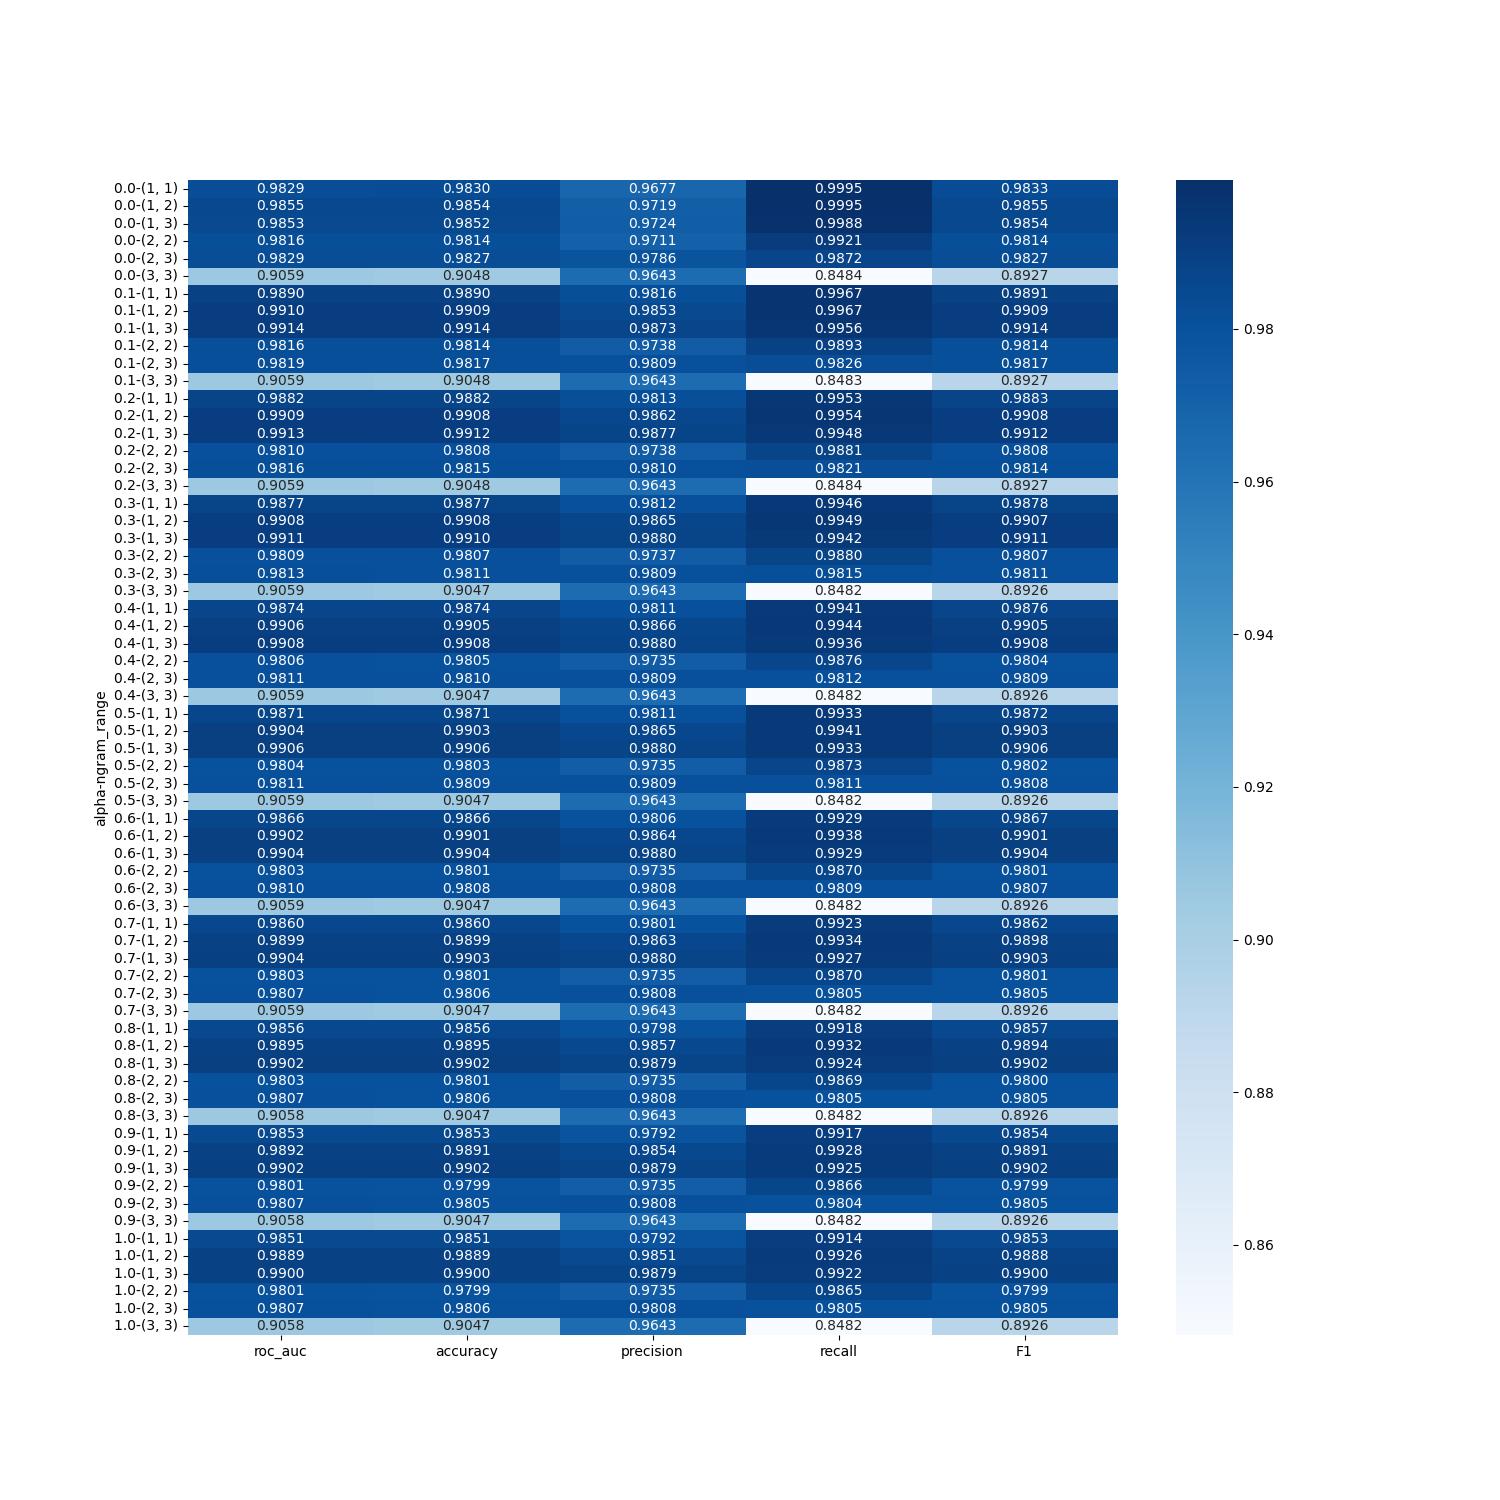 0.0-(1, 1) 0.9829 0.9830 0.9677 0.9995 0.9833
0.0-(1, 2) 0.9855 0.9854 0.9719 0.9995 0.9855
0.0-(1, 3) 0.9853 0.9852 0.9724 0.9988 0.9854
0.0-(2, 2) 0.9816 0.9814 0.9711 0.9921 0.9814
0.0-(2, 3) 0.9829 0.9827 0.9786 0.9872 0.9827
0.0-(3, 3) 0.9059 0.9048 0.9643 0.8484 0.8927
0.1-(1, 1) 0.9890 0.9890 0.9816 0.9967 0.9891
0.1-(1, 2) 0.9910 0.9909 0.9853 0.9967 0.9909
0.1-(1, 3) 0.9914 0.9914 0.9873 0.9956 0.9914
0.1-(2, 2) 0.9816 0.9814 0.9738 0.9893 0.9814
0.1-(2, 3) 0.9819 0.9817 0.9809 0.9826 0.9817
0.1-(3, 3) 0.9059 0.9048 0.9643 0.8483 0.8927
0.2-(1, 1) 0.9882 0.9882 0.9813 0.9953 0.9883
0.2-(1, 2) 0.9909 0.9908 0.9862 0.9954 0.9908
0.2-(1, 3) 0.9913 0.9912 0.9877 0.9948 0.9912
0.2-(2, 2) 0.9810 0.9808 0.9738 0.9881 0.9808
0.2-(2, 3) 0.9816 0.9815 0.9810 0.9821 0.9814
0.2-(3, 3) 0.9059 0.9048 0.9643 0.8484 0.8927
0.3-(1, 1) 0.9877 0.9877 0.9812 0.9946 0.9878
0.3-(1, 2) 0.9908 0.9908 0.9865 0.9949 0.9907
0.3-(1, 3) 0.9911 0.9910 0.9880 0.9942 0.9911
0.3-(2, 2) 0.9809 0.9807 0.9737 0.9880 0.9807
0.3-(2, 3) 0.9813 0.9811 0.9809 0.9815 0.9811
0.3-(3, 3) 0.9059 0.9047 0.9643 0.8482 0.8926
0.4-(1, 1) 0.9874 0.9874 0.9811 0.9941 0.9876
0.4-(1, 2) 0.9906 0.9905 0.9866 0.9944 0.9905
0.4-(1, 3) 0.9908 0.9908 0.9880 0.9936 0.9908
0.4-(2, 2) 0.9806 0.9805 0.9735 0.9876 0.9804
0.4-(2, 3) 0.9811 0.9810 0.9809 0.9812 0.9809
0.4-(3, 3) 0.9059 0.9047 0.9643 0.8482 0.8926
0.5-(1, 1) 0.9871 0.9871 0.9811 0.9933 0.9872
0.5-(1, 2) 0.9904 0.9903 0.9865 0.9941 0.9903
0.5-(1, 3) 0.9906 0.9906 0.9880 0.9933 0.9906
0.5-(2, 2) 0.9804 0.9803 0.9735 0.9873 0.9802
0.5-(2, 3) 0.9811 0.9809 0.9809 0.9811 0.9808
0.5-(3, 3) 0.9059 0.9047 0.9643 0.8482 0.8926
0.6-(1, 1) 0.9866 0.9866 0.9806 0.9929 0.9867
0.6-(1, 2) 0.9902 0.9901 0.9864 0.9938 0.9901
0.6-(1, 3) 0.9904 0.9904 0.9880 0.9929 0.9904
0.6-(2, 2) 0.9803 0.9801 0.9735 0.9870 0.9801
0.6-(2, 3) 0.9810 0.9808 0.9808 0.9809 0.9807
0.6-(3, 3) 0.9059 0.9047 0.9643 0.8482 0.8926
0.7-(1, 1) 0.9860 0.9860 0.9801 0.9923 0.9862
0.7-(1, 2) 0.9899 0.9899 0.9863 0.9934 0.9898
0.7-(1, 3) 0.9904 0.9903 0.9880 0.9927 0.9903
0.7-(2, 2) 0.9803 0.9801 0.9735 0.9870 0.9801
0.7-(2, 3) 0.9807 0.9806 0.9808 0.9805 0.9805
0.7-(3, 3) 0.9059 0.9047 0.9643 0.8482 0.8926
0.8-(1, 1) 0.9856 0.9856 0.9798 0.9918 0.9857
0.8-(1, 2) 0.9895 0.9895 0.9857 0.9932 0.9894
0.8-(1, 3) 0.9902 0.9902 0.9879 0.9924 0.9902
0.8-(2, 2) 0.9803 0.9801 0.9735 0.9869 0.9800
0.8-(2, 3) 0.9807 0.9806 0.9808 0.9805 0.9805
0.8-(3, 3) 0.9058 0.9047 0.9643 0.8482 0.8926
0.9-(1, 1) 0.9853 0.9853 0.9792 0.9917 0.9854
0.9-(1, 2) 0.9892 0.9891 0.9854 0.9928 0.9891
0.9-(1, 3) 0.9902 0.9902 0.9879 0.9925 0.9902
0.9-(2, 2) 0.9801 0.9799 0.9735 0.9866 0.9799
0.9-(2, 3) 0.9807 0.9805 0.9808 0.9804 0.9805
0.9-(3, 3) 0.9058 0.9047 0.9643 0.8482 0.8926
1.0-(1, 1) 0.9851 0.9851 0.9792 0.9914 0.9853
1.0-(1, 2) 0.9889 0.9889 0.9851 0.9926 0.9888
1.0-(1, 3) 0.9900 0.9900 0.9879 0.9922 0.9900
1.0-(2, 2) 0.9801 0.9799 0.9735 0.9865 0.9799
1.0-(2, 3) 0.9807 0.9806 0.9808 0.9805 0.9805
1.0-(3, 3) 0.9058 0.9047 0.9643 0.8482 0.8926
roc_auc accuracy precision recall F1
alpha-ngram_range
0.98
0.96
0.94
0.92
0.90
0.88
0.86